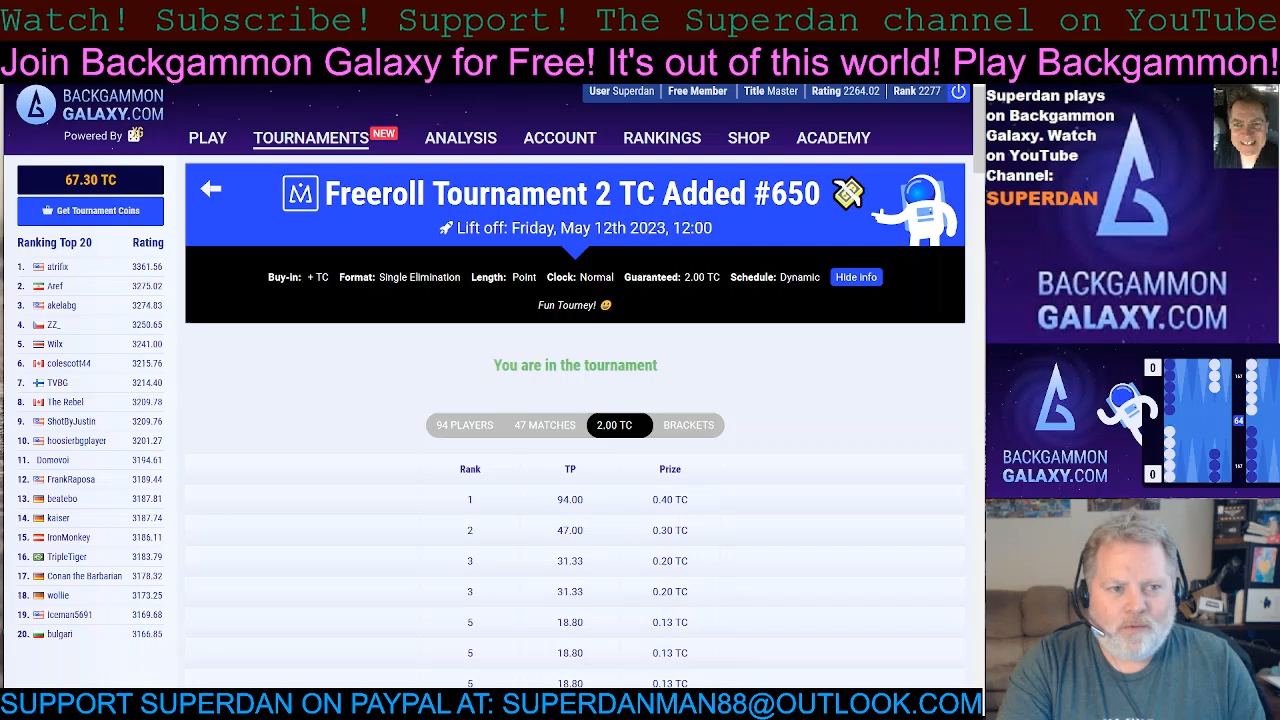 Watch! Subscribe! Support! The Superdan channel on YouTube
Join Backgammon Galaxy for Free! It's out of this world! Play Backgammon!
BACKGAMMON
GALAXY.COM
Powered By
User Superdan | Free Member | Title Master | Rating 2264.02 | Rank 2277
PLAY TOURNAMENTS NEW ANALYSIS ACCOUNT RANKINGS SHOP ACADEMY
67.30 TC
Get Tournament Coins
Ranking Top 20 Rating
1. atrifix 3361.56
2. Aref 3275.02
3. akelabg 3274.83
4. ZZ_ 3250.65
5. Wilx 3241.00
6. colescott44 3215.76
7. TVBG 3214.40
8. The Rebel 3209.78
9. ShotByJustin 3209.76
10. hoosierbgplayer 3201.27
11. Domovoi 3194.61
12. FrankRaposa 3189.44
13. beatebo 3187.81
14. kaiser 3187.74
15. IronMonkey 3186.11
16. TripleTiger 3183.79
17. Conan the Barbarian 3178.32
18. wollie 3173.25
19. Iceman5691 3169.68
20. bulgari 3166.85
Freeroll Tournament 2 TC Added #650
Lift off: Friday, May 12th 2023, 12:00
Buy-in: + TC Format: Single Elimination Length: Point Clock: Normal Guaranteed: 2.00 TC Schedule: Dynamic Hide info
Fun Tourney!
You are in the tournament
94 PLAYERS 47 MATCHES 2.00 TC BRACKETS
Rank TP Prize
1 94.00 0.40 TC
2 47.00 0.30 TC
3 31.33 0.20 TC
3 31.33 0.20 TC
5 18.80 0.13 TC
5 18.80 0.13 TC
5 18.80 0.13 TC
Superdan plays
on Backgammon
Galaxy. Watch
on YouTube
Channel:
SUPERDAN
BACKGAMMON
GALAXY.COM
BACKGAMMON
GALAXY.COM
0
167
64
0
167
SUPPORT SUPERDAN ON PAYPAL AT: SUPERDANMAN88@OUTLOOK.COM